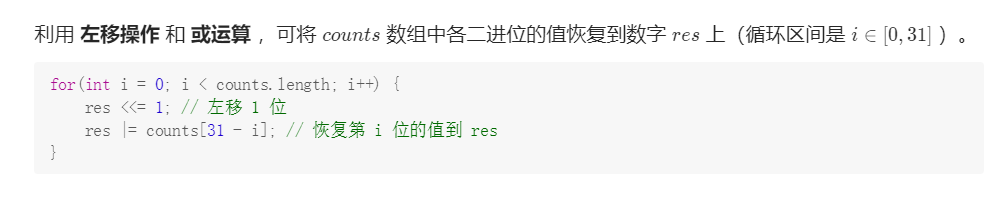 利用 左移操作 和 或运算 ，可将 counts 数组中各二进位的值恢复到数字 res 上（循环区间是 i ∈ [0, 31] ）。
for(int i = 0; i < counts.length; i++) {
    res <<= 1; // 左移 1 位
    res |= counts[31 - i]; // 恢复第 i 位的值到 res
}